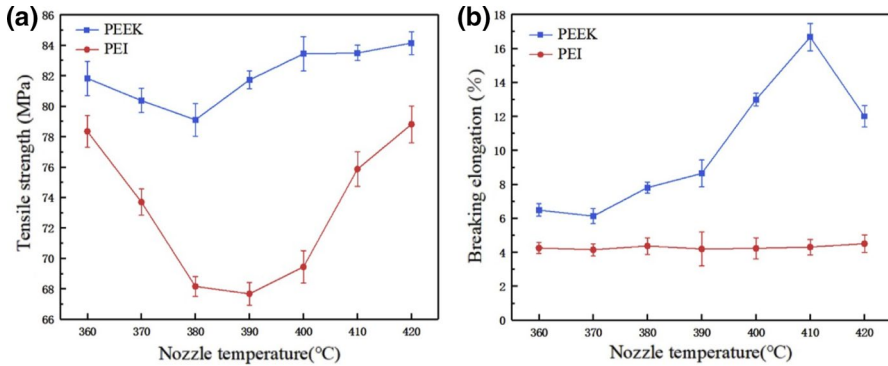 (a)
PEEK
PEI
Tensile strength (MPa)
86
84
82
80
78
76
74
72
70
68
66
360 370 380 390 400 410 420
Nozzle temperature(°C)
(b)
PEEK
PEI
Breaking elongation (%)
18
16
14
12
10
8
6
4
2
0
360 370 380 390 400 410 420
Nozzle temperature(°C)